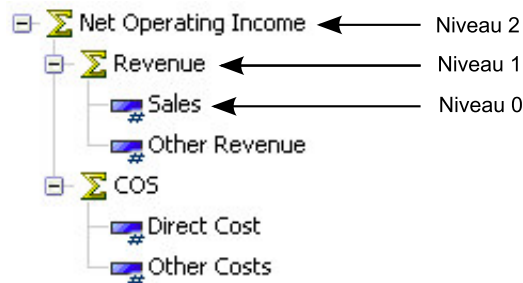 Net Operating Income Niveau 2
Revenue Niveau 1
Sales Niveau 0
Other Revenue
COS
Direct Cost
Other Costs